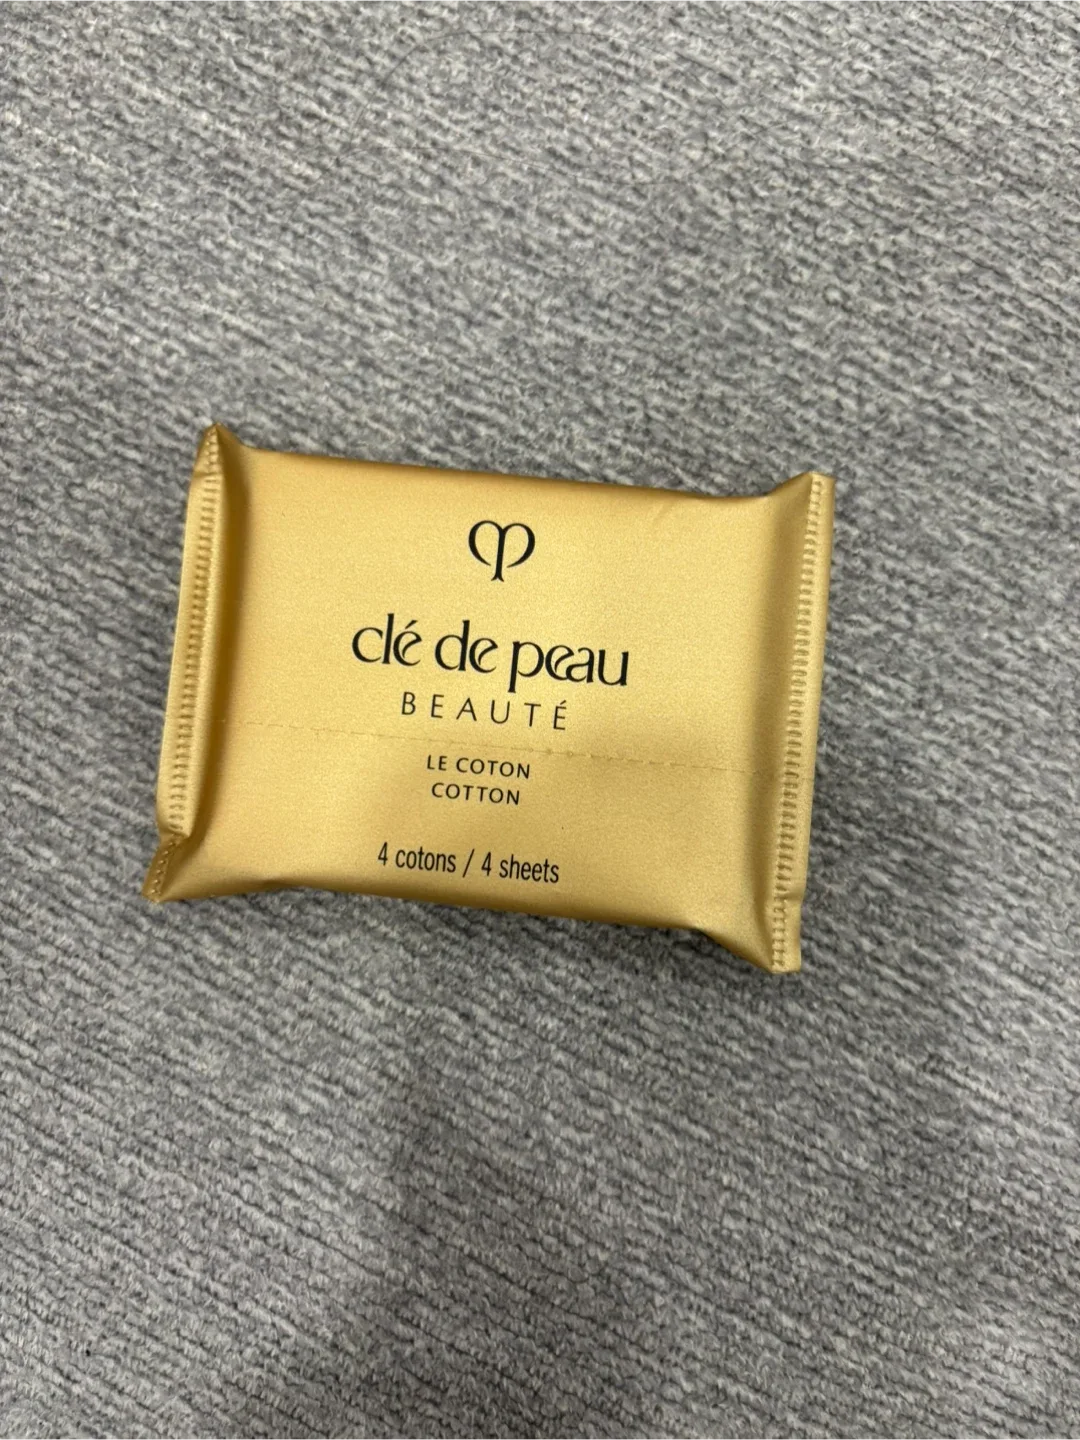 clé de peau
BEAUTÉ
LE COTON
COTTON
4 cotons / 4 sheets